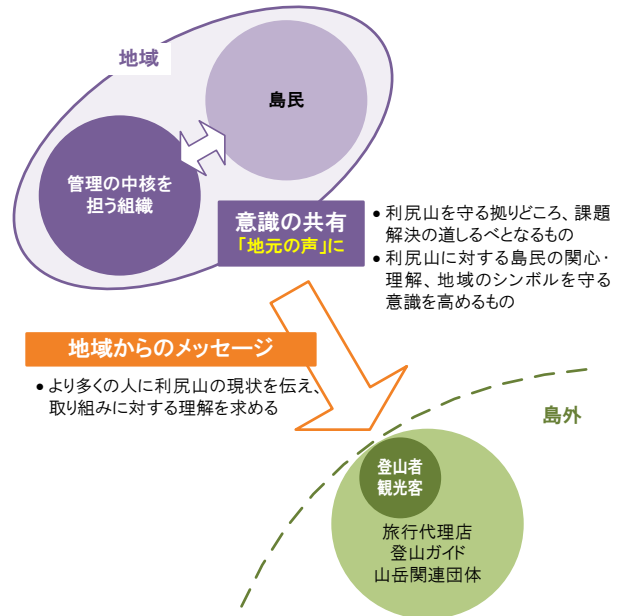 地域
島民
管理の中核を
担う組織
意識の共有
「地元の声」に
● 利尻山を守る拠りどころ、課題
解決の道しるべとなるもの
● 利尻山に対する島民の関心・
理解、地域のシンボルを守る
意識を高めるもの
地域からのメッセージ
● より多くの人に利尻山の現状を伝え、
取り組みに対する理解を求める
島外
登山者
観光客
旅行代理店
登山ガイド
山岳関連団体